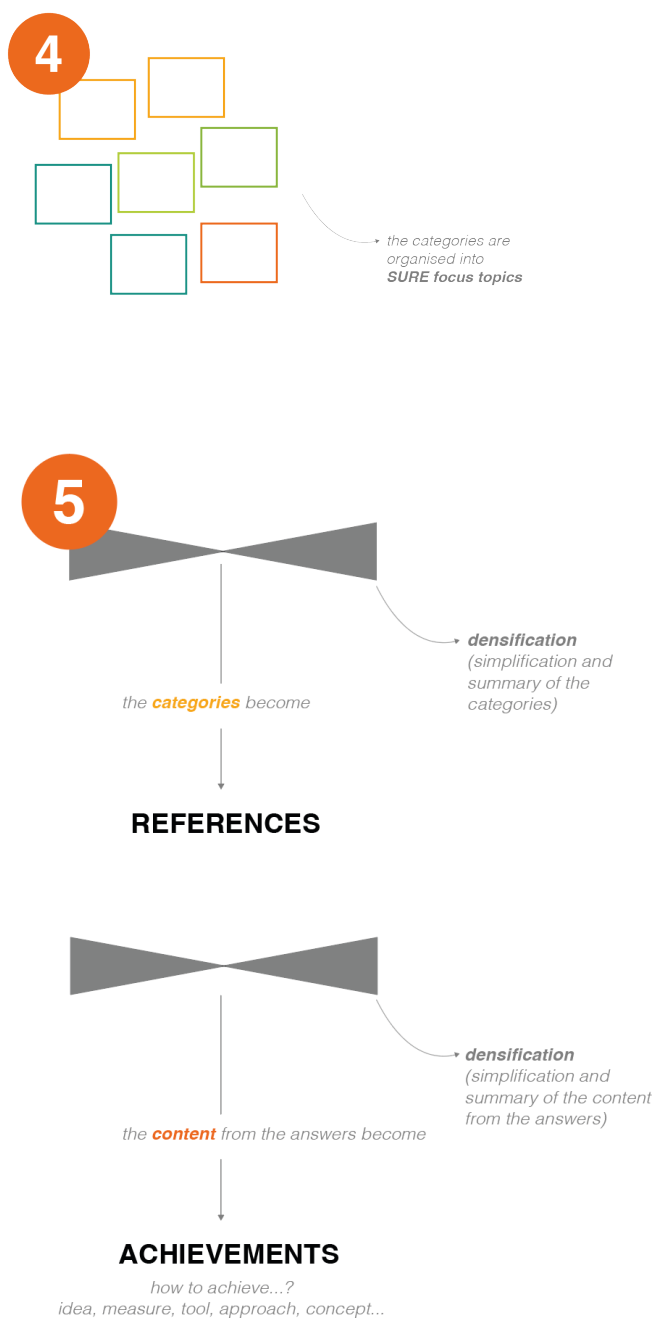 4
the categories are
organised into
SURE focus topics
5
densification
(simplification and
summary of the
categories)
the categories become
REFERENCES
densification
(simplification and
summary of the content
from the answers)
the content from the answers become
ACHIEVEMENTS
how to achieve...?
idea, measure, tool, approach, concept...